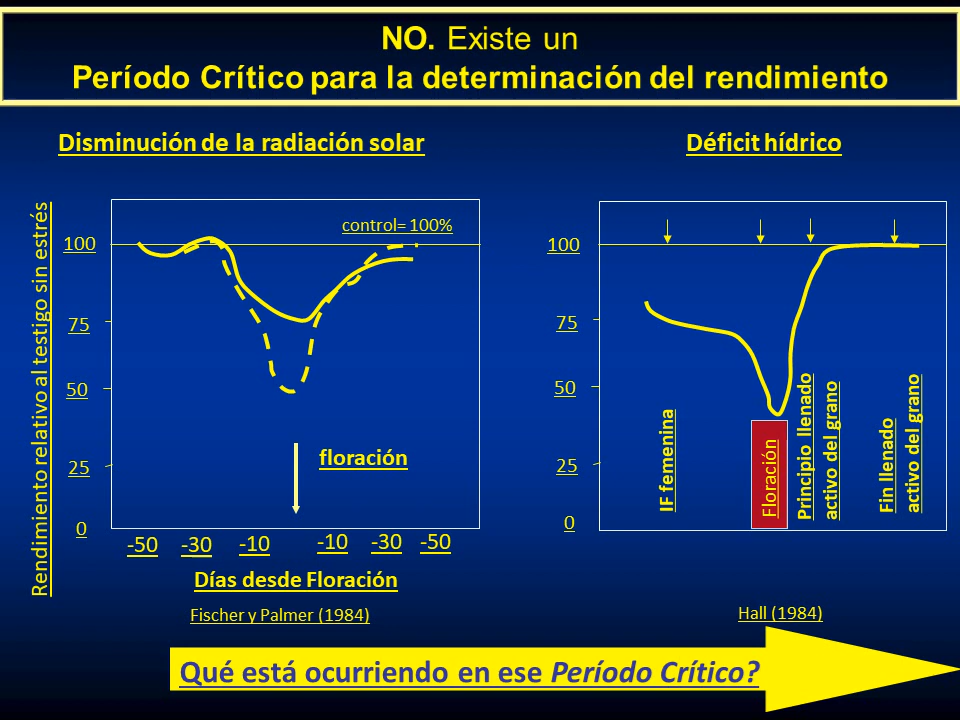 NO. Existe un
Período Crítico para la determinación del rendimiento
Disminución de la radiación solar
Déficit hídrico
Rendimiento relativo al testigo sin estrés
control= 100%
100
75
50
25
0
floración
-50
-30
-10
-10
-30
-50
Días desde Floración
Fischer y Palmer (1984)
100
75
50
25
0
IF femenina
Floración
Principio llenado
activo del grano
Fin llenado
activo del grano
Hall (1984)
Qué está ocurriendo en ese Período Crítico?